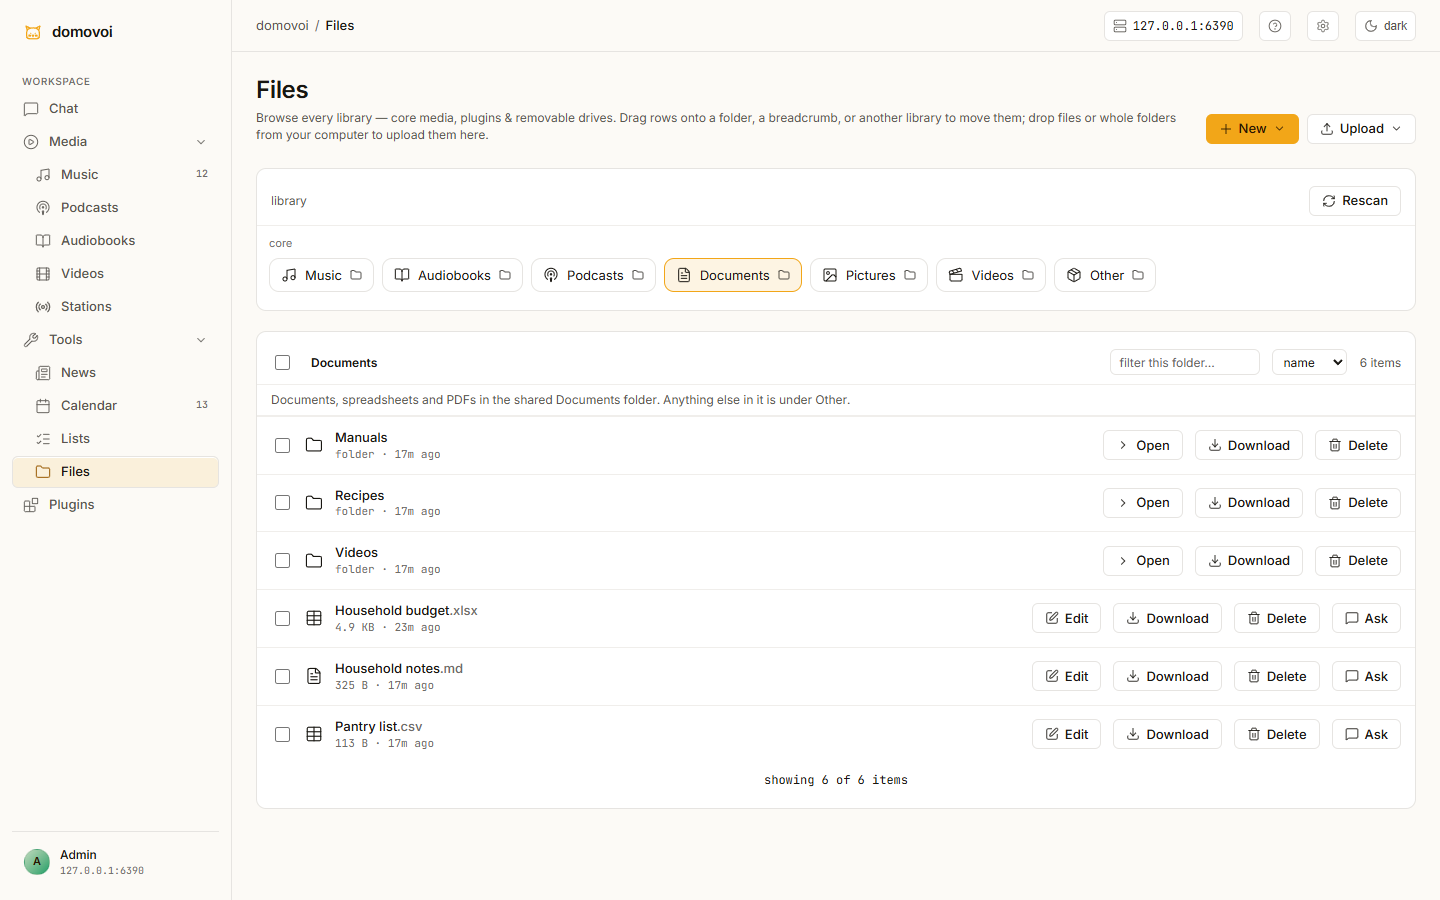 domovoi
domovoi / Files
127.0.0.1:6390
dark
WORKSPACE
Chat
Media
Music 12
Podcasts
Audiobooks
Videos
Stations
Tools
News
Calendar 13
Lists
Files
Plugins
Admin
127.0.0.1:6390
Files
Browse every library — core media, plugins & removable drives. Drag rows onto a folder, a breadcrumb, or another library to move them; drop files or whole folders
from your computer to upload them here.
New
Upload
library
Rescan
core
Music
Audiobooks
Podcasts
Documents
Pictures
Videos
Other
Documents
filter this folder...
name
6 items
Documents, spreadsheets and PDFs in the shared Documents folder. Anything else in it is under Other.
Manuals
folder · 17m ago
Open Download Delete
Recipes
folder · 17m ago
Open Download Delete
Videos
folder · 17m ago
Open Download Delete
Household budget.xlsx
4.9 KB · 23m ago
Edit Download Delete Ask
Household notes.md
325 B · 17m ago
Edit Download Delete Ask
Pantry list.csv
113 B · 17m ago
Edit Download Delete Ask
showing 6 of 6 items
A